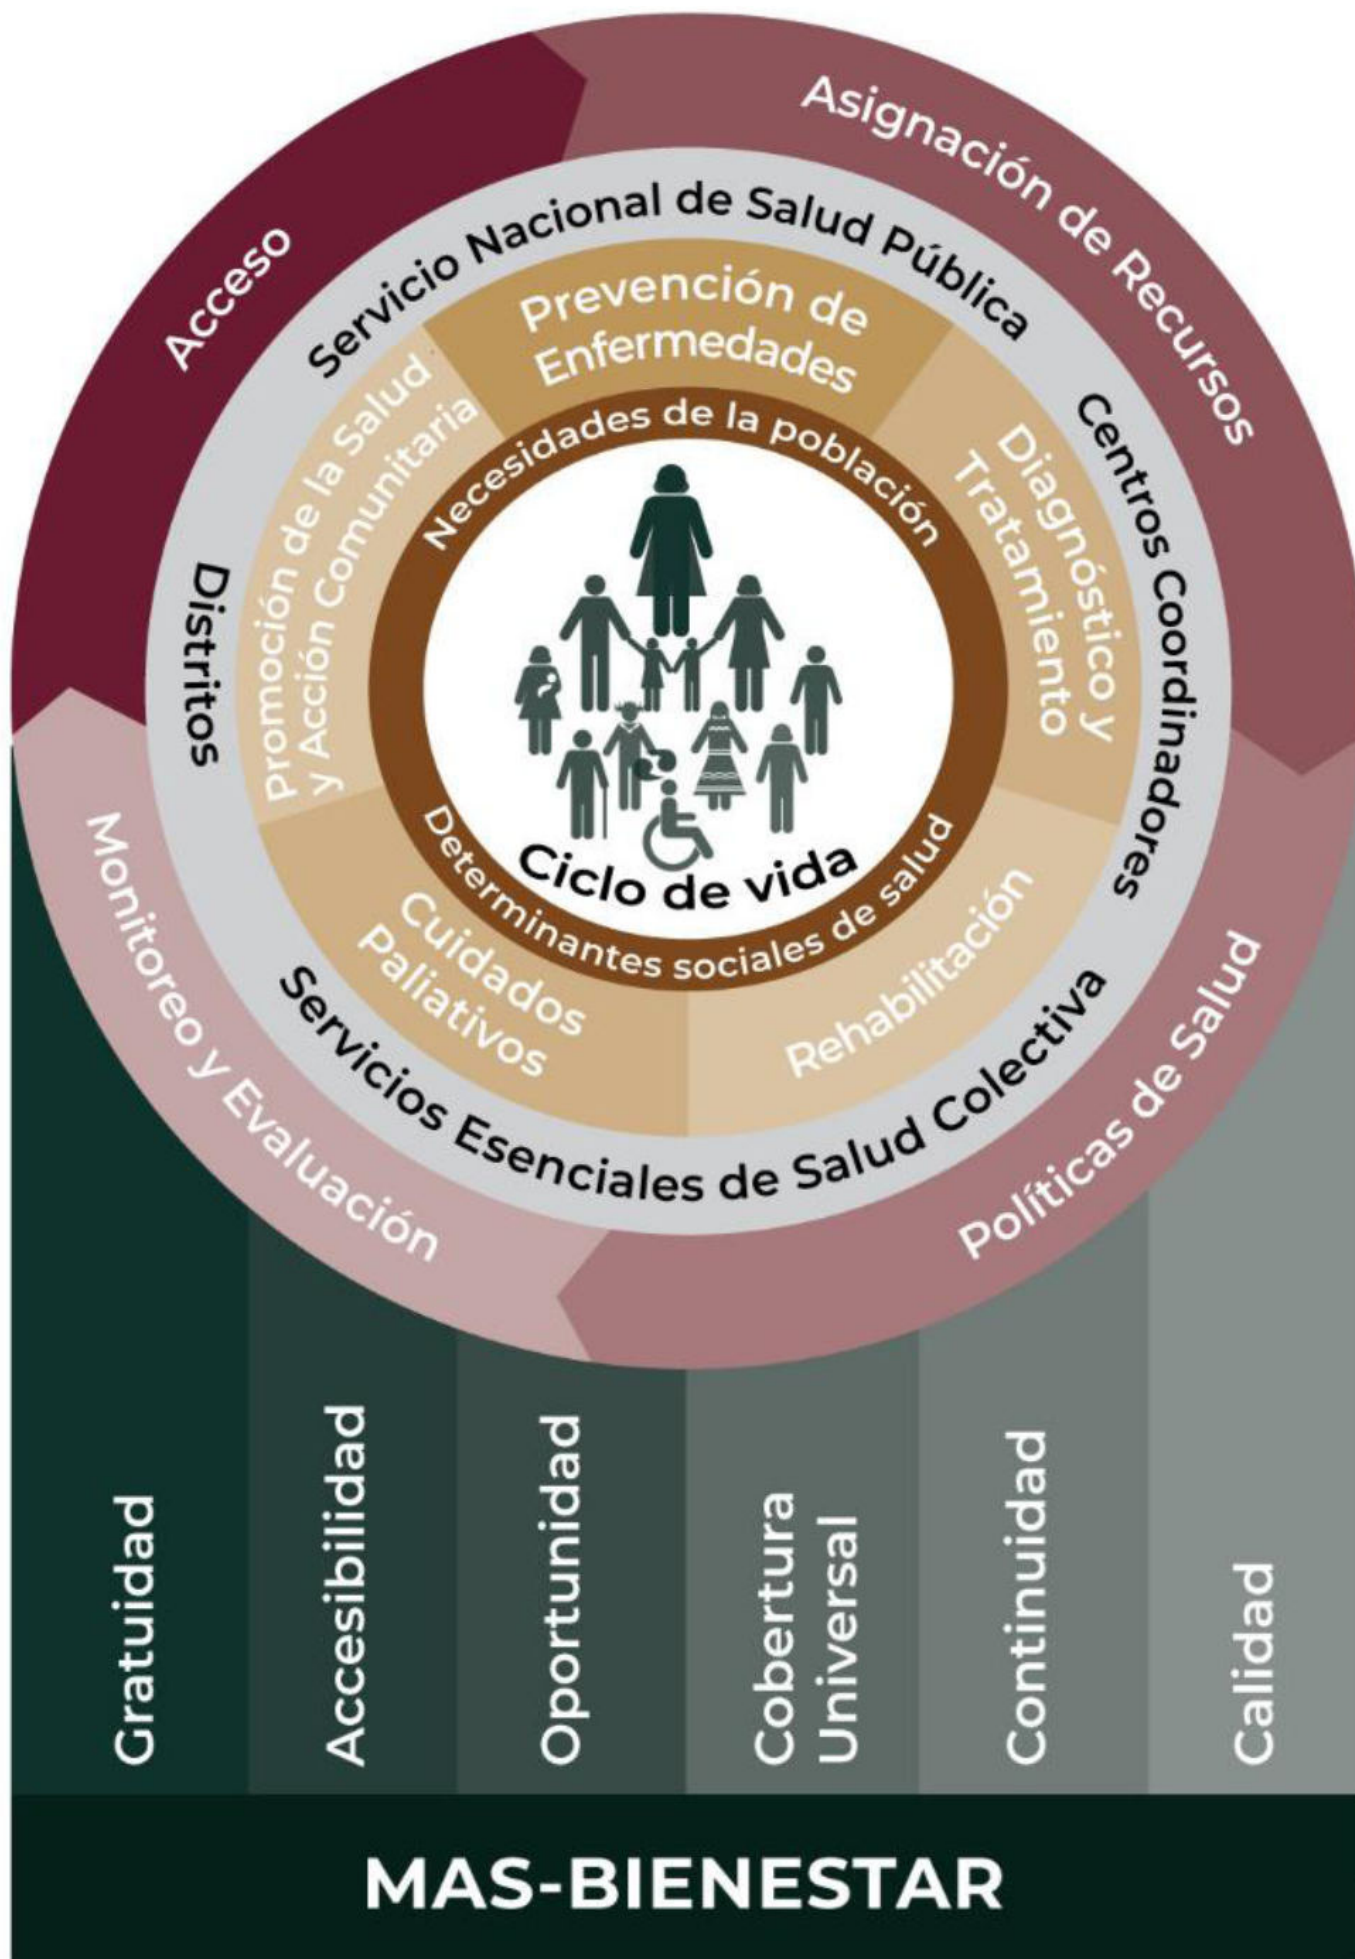 Acceso
Asignación de Recursos
Políticas de Salud
Monitoreo y Evaluación
Servicio Nacional de Salud Pública
Centros Coordinadores
Servicios Esenciales de Salud Colectiva
Distritos
Prevención de
Enfermedades
Diagnóstico y
Tratamiento
Rehabilitación
Cuidados
Paliativos
Promoción de la Salud
y Acción Comunitaria
Necesidades de la población
Determinantes sociales de salud
Ciclo de vida
Gratuidad
Accesibilidad
Oportunidad
Cobertura
Universal
Continuidad
Calidad
MAS-BIENESTAR